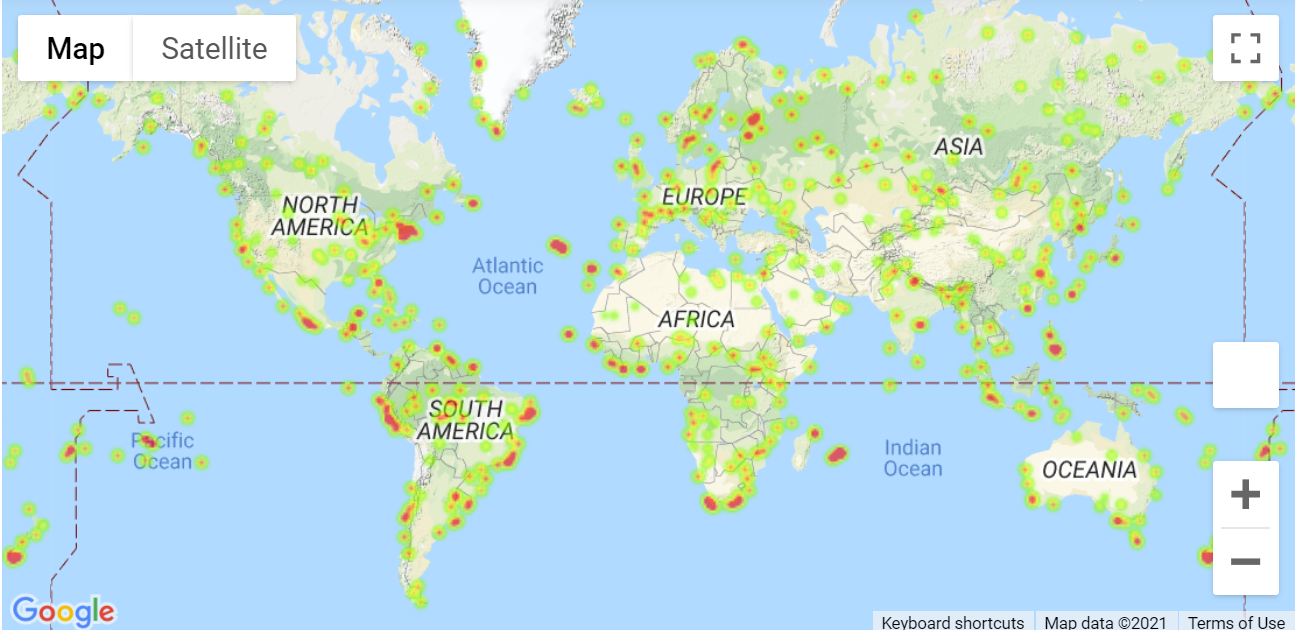 Map
Satellite
ASIA
EUROPE
NORTH
AMERICA
Atlantic
Ocean
AFRICA
SOUTH
AMERICA
Pacific
Ocean
Indian
Ocean
OCEANIA
Google
Keyboard shortcuts
Map data ©2021
Terms of Use